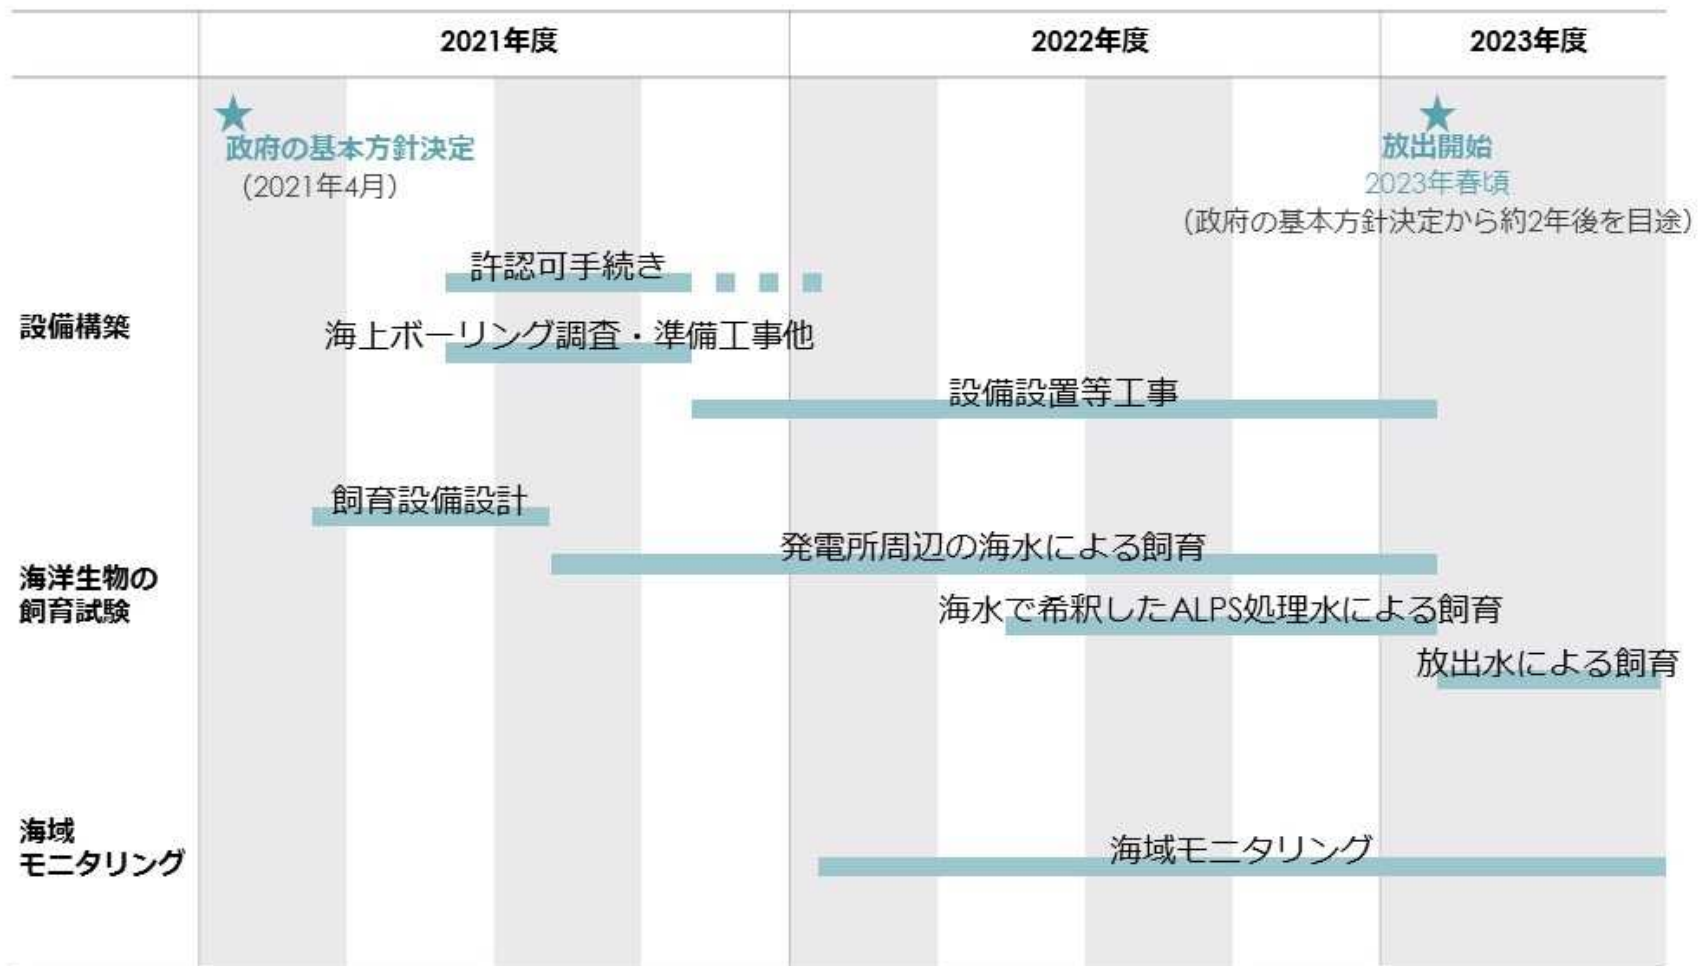 2021年度
2022年度
2023年度
政府の基本方針決定
（2021年4月）
放出開始
2023年春頃
（政府の基本方針決定から約2年後を目途）
設備構築
許認可手続き
海上ボーリング調査・準備工事他
設備設置等工事
海洋生物の
飼育試験
飼育設備設計
発電所周辺の海水による飼育
海水で希釈したALPS処理水による飼育
放出水による飼育
海域
モニタリング
海域モニタリング